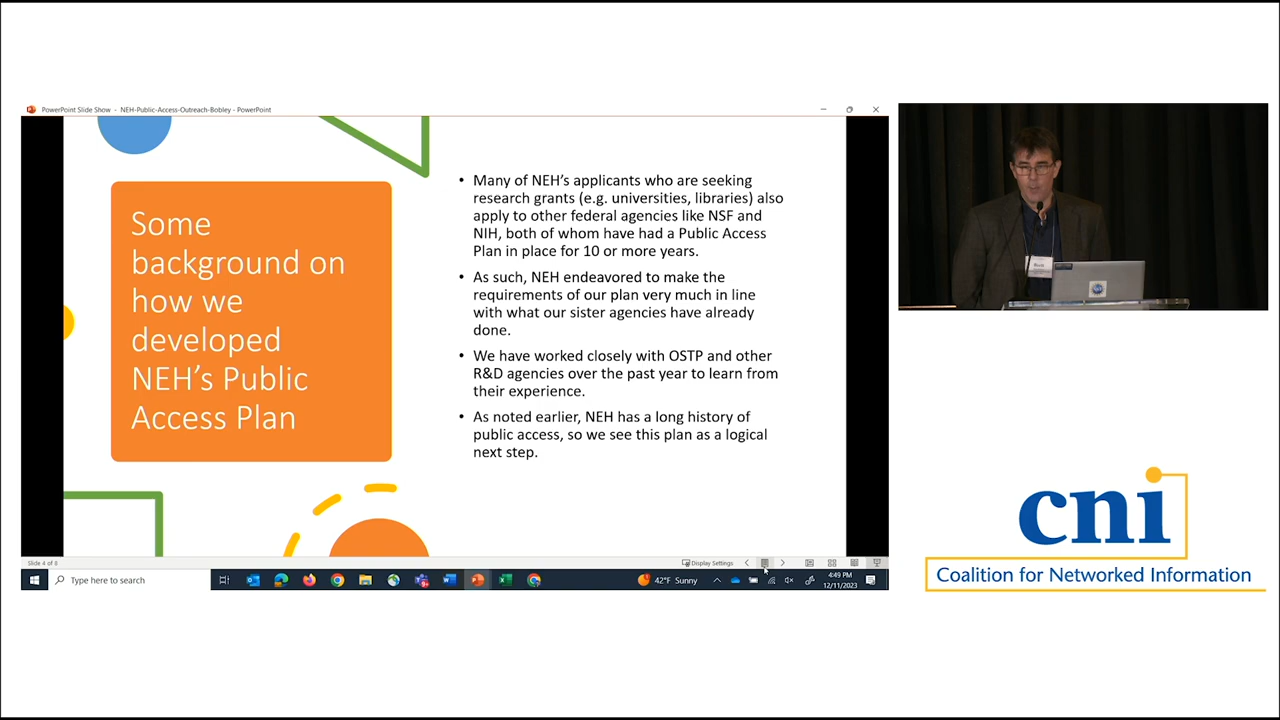 PowerPoint Slide Show - NEH-Public-Access-Outreach-Bobley - PowerPoint
Some
background on
how we
developed
NEH's Public
Access Plan
• Many of NEH's applicants who are seeking
research grants (e.g. universities, libraries) also
apply to other federal agencies like NSF and
NIH, both of whom have had a Public Access
Plan in place for 10 or more years.
• As such, NEH endeavored to make the
requirements of our plan very much in line
with what our sister agencies have already
done.
• We have worked closely with OSTP and other
R&D agencies over the past year to learn from
their experience.
• As noted earlier, NEH has a long history of
public access, so we see this plan as a logical
next step.
Slide 4 of 8
Display Settings
Type here to search
42°F Sunny
4:49 PM
12/11/2023
cni
Coalition for Networked Information